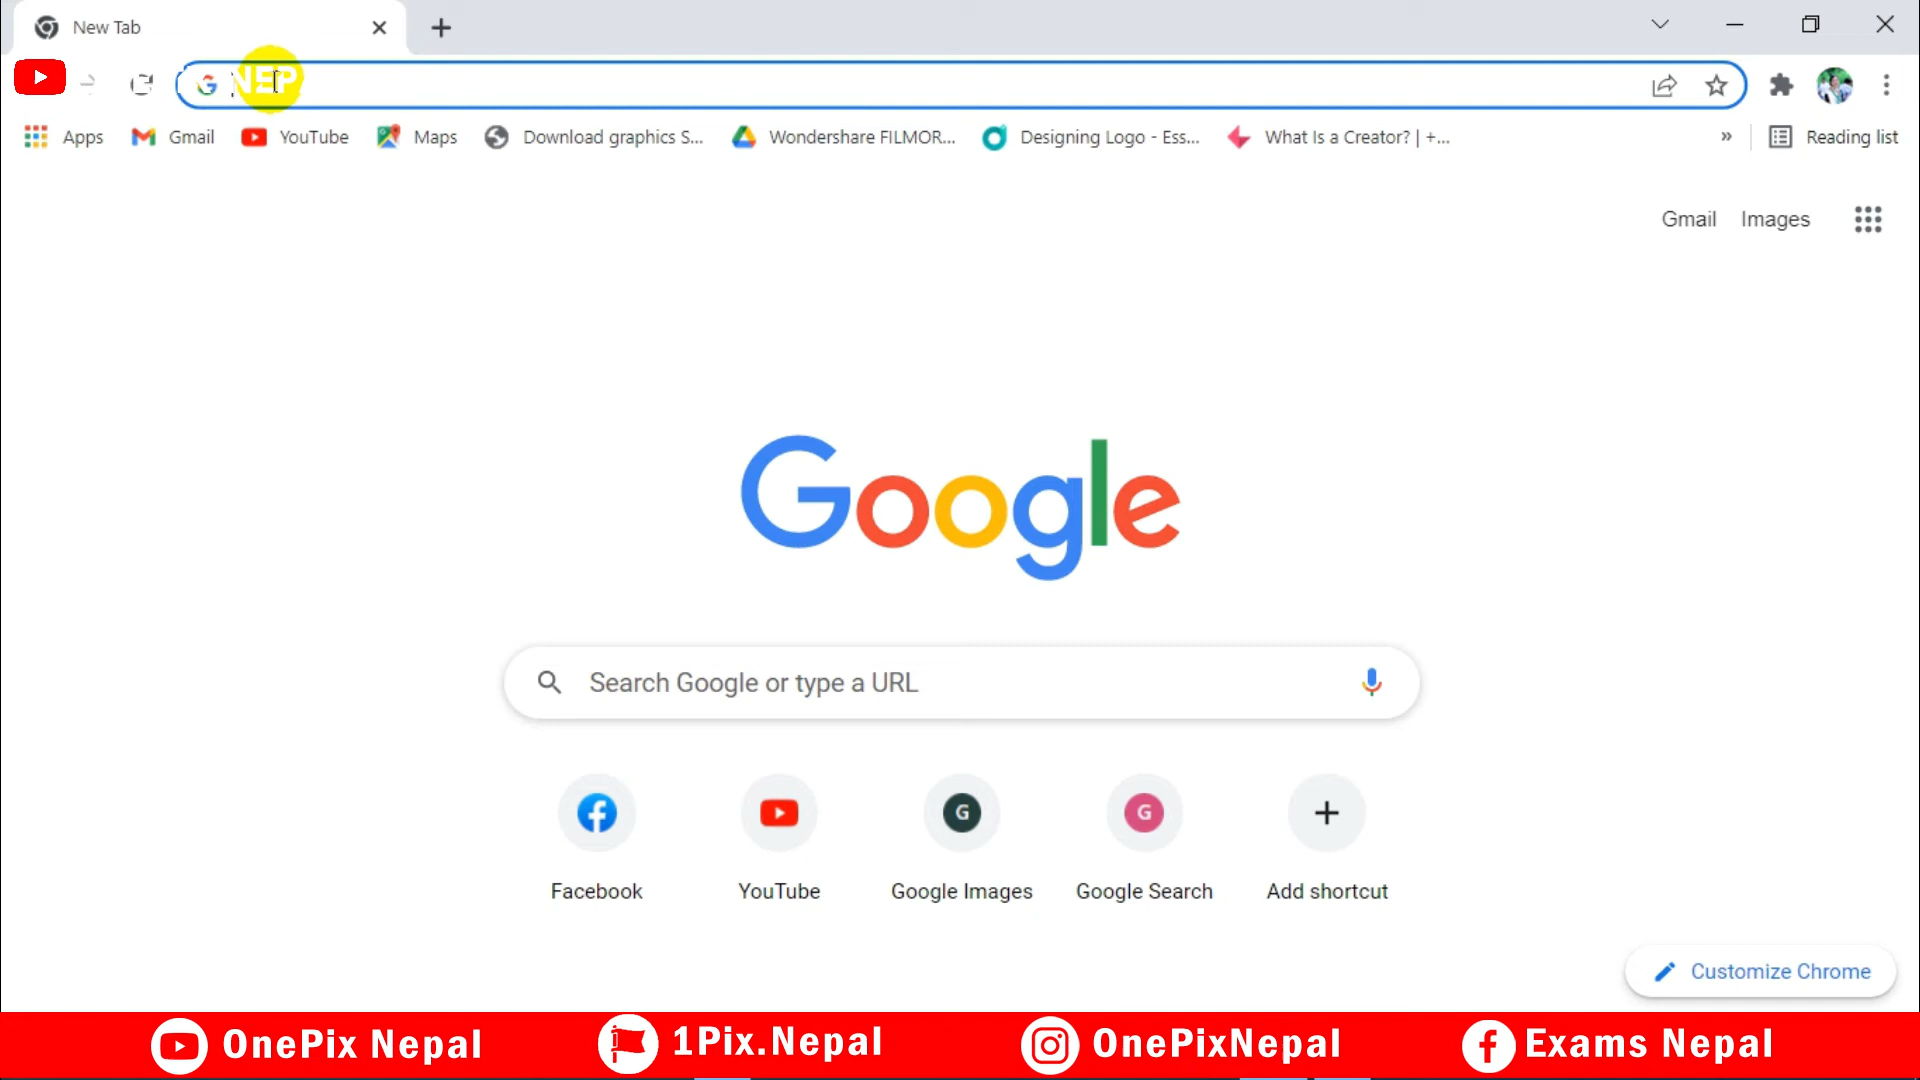 New Tab
NEP
Apps Gmail YouTube Maps Download graphics S... Wondershare FILMOR... Designing Logo - Ess... What Is a Creator? | +... » Reading list
Gmail Images
Google
Search Google or type a URL
G G
Facebook YouTube Google Images Google Search Add shortcut
Customize Chrome
OnePix Nepal 1Pix.Nepal OnePixNepal Exams Nepal